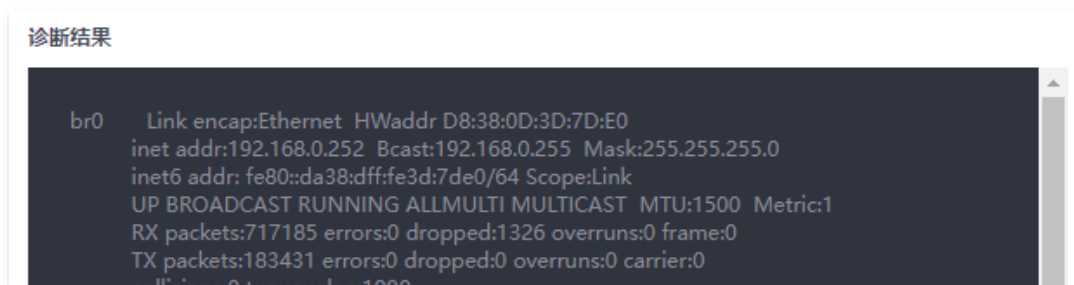 诊断结果
br0 Link encap:Ethernet HWaddr D8:38:0D:3D:7D:E0
inet addr:192.168.0.252 Bcast:192.168.0.255 Mask:255.255.255.0
inet6 addr: fe80::da38:dff:fe3d:7de0/64 Scope:Link
UP BROADCAST RUNNING ALLMULTI MULTICAST MTU:1500 Metric:1
RX packets:717185 errors:0 dropped:1326 overruns:0 frame:0
TX packets:183431 errors:0 dropped:0 overruns:0 carrier:0